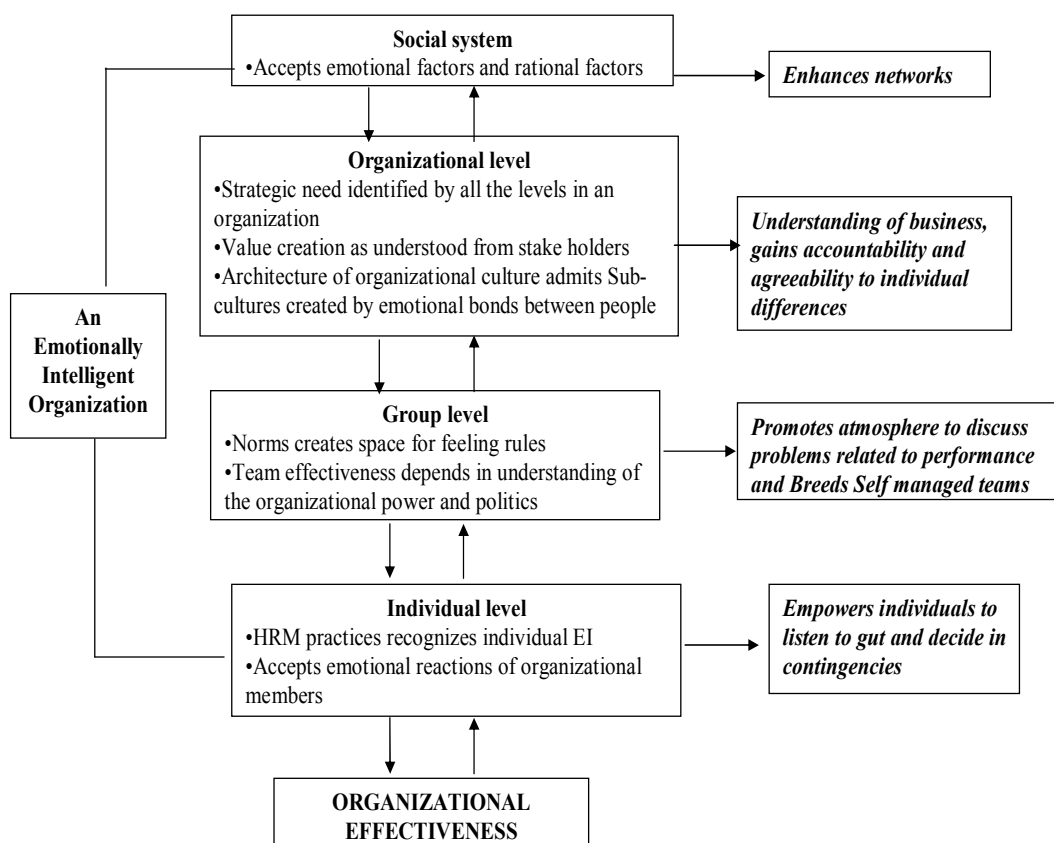 Social system
•Accepts emotional factors and rational factors
Enhances networks
Organizational level
•Strategic need identified by all the levels in an
organization
•Value creation as understood from stake holders
•Architecture of organizational culture admits Sub-
cultures created by emotional bonds between people
Understanding of business,
gains accountability and
agreeability to individual
differences
An
Emotionally
Intelligent
Organization
Group level
•Norms creates space for feeling rules
•Team effectiveness depends in understanding of
the organizational power and politics
Promotes atmosphere to discuss
problems related to performance
and Breeds Self managed teams
Individual level
•HRM practices recognizes individual EI
•Accepts emotional reactions of organizational
members
Empowers individuals to
listen to gut and decide in
contingencies
ORGANIZATIONAL
EFFECTIVENESS